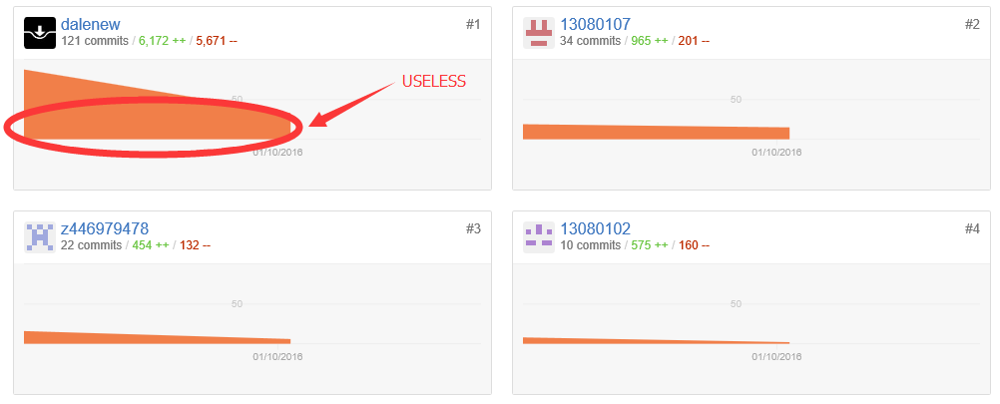 dalenew
#1
121 commits / 6,172 ++ / 5,671 --
USELESS
50
01/10/2016
13080107
#2
34 commits / 965 ++ / 201 --
50
01/10/2016
z446979478
#3
22 commits / 454 ++ / 132 --
50
01/10/2016
13080102
#4
10 commits / 575 ++ / 160 --
50
01/10/2016